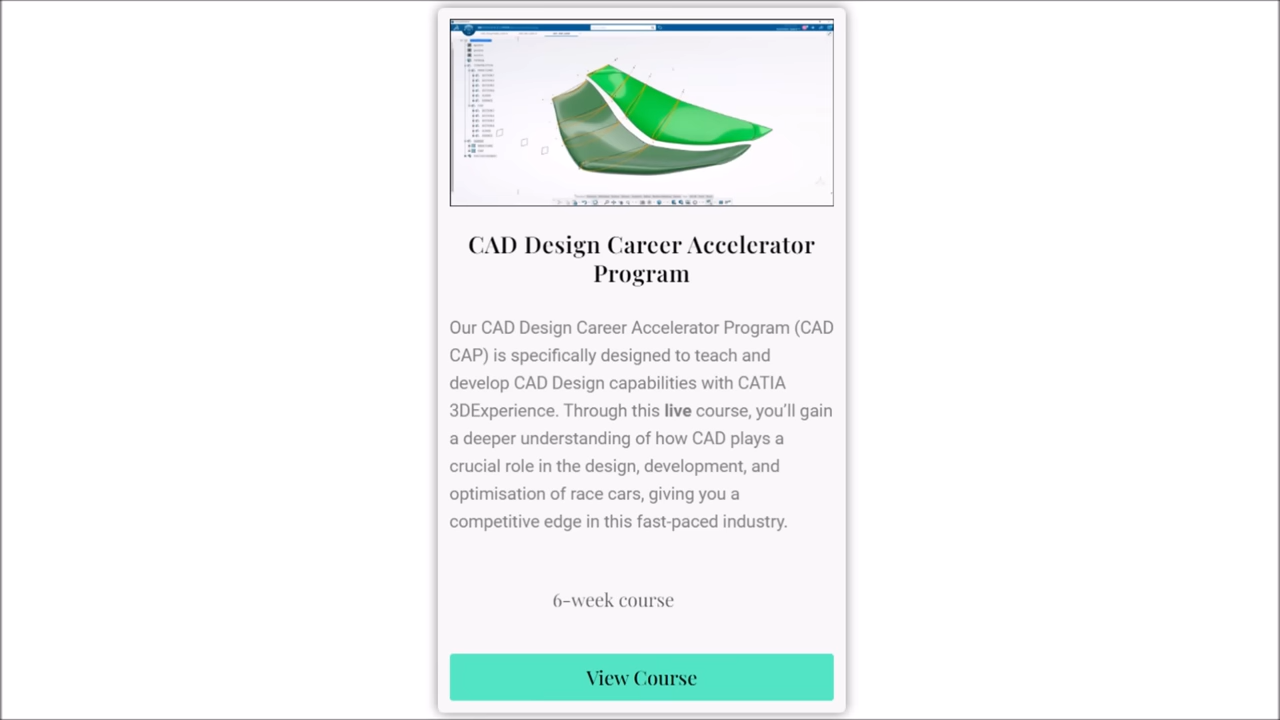 CAD Design Career Accelerator
Program
Our CAD Design Career Accelerator Program (CAD
CAP) is specifically designed to teach and
develop CAD Design capabilities with CATIA
3DExperience. Through this live course, you’ll gain
a deeper understanding of how CAD plays a
crucial role in the design, development, and
optimisation of race cars, giving you a
competitive edge in this fast-paced industry.
6-week course
View Course